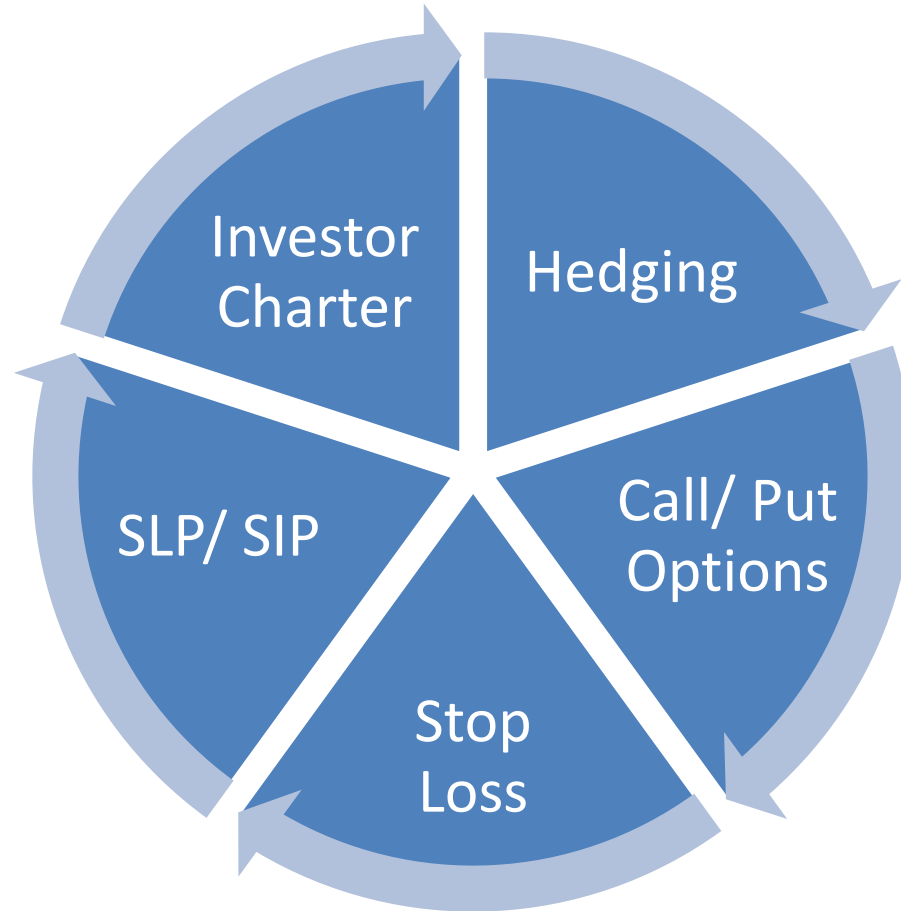 Investor
Charter
Hedging
Call/ Put
Options
Stop
Loss
SLP/ SIP